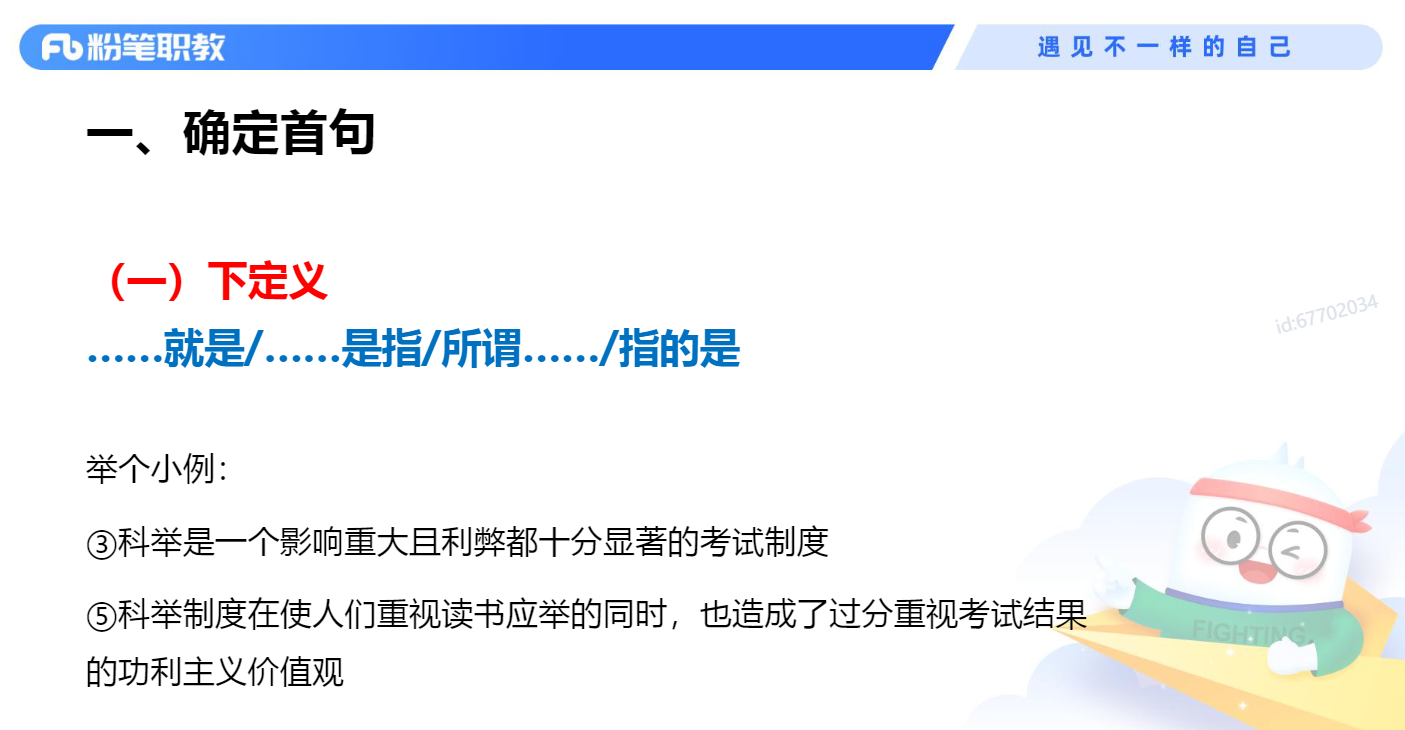 粉笔职教
遇见不一样的自己
一、确定首句
（一）下定义
……就是/……是指/所谓……/指的是
id:67702034
举个小例：
③科举是一个影响重大且利弊都十分显著的考试制度
⑤科举制度在使人们重视读书应举的同时，也造成了过分重视考试结果
的功利主义价值观
FIGHTING